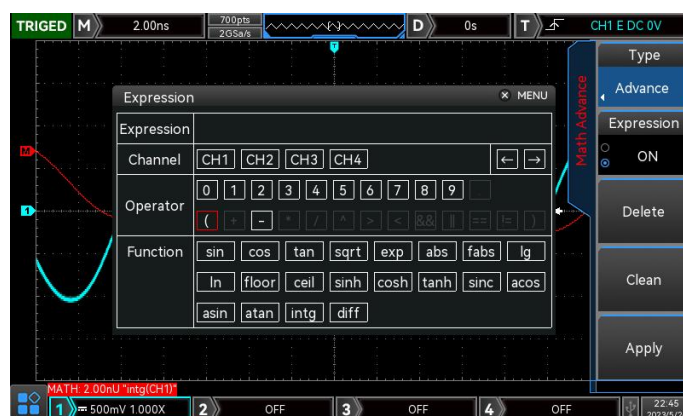 TRIGED M 2.00ns 700pts 2GSa/s D 0s T CH1 E DC 0V
Type
Advance
Math Advance
Expression
ON
Delete
Clean
Apply
Expression × MENU
Expression
Channel CH1 CH2 CH3 CH4 ← →
Operator 0 1 2 3 4 5 6 7 8 9
( + - * / ^ > < && || == != )
Function sin cos tan sqrt exp abs fabs lg
ln floor ceil sinh cosh tanh sinc acos
asin atan intg diff
M
1
T
MATH: 2.00nU "intg(CH1)"
1 500mV 1.000X 2 OFF 3 OFF 4 OFF 22:45